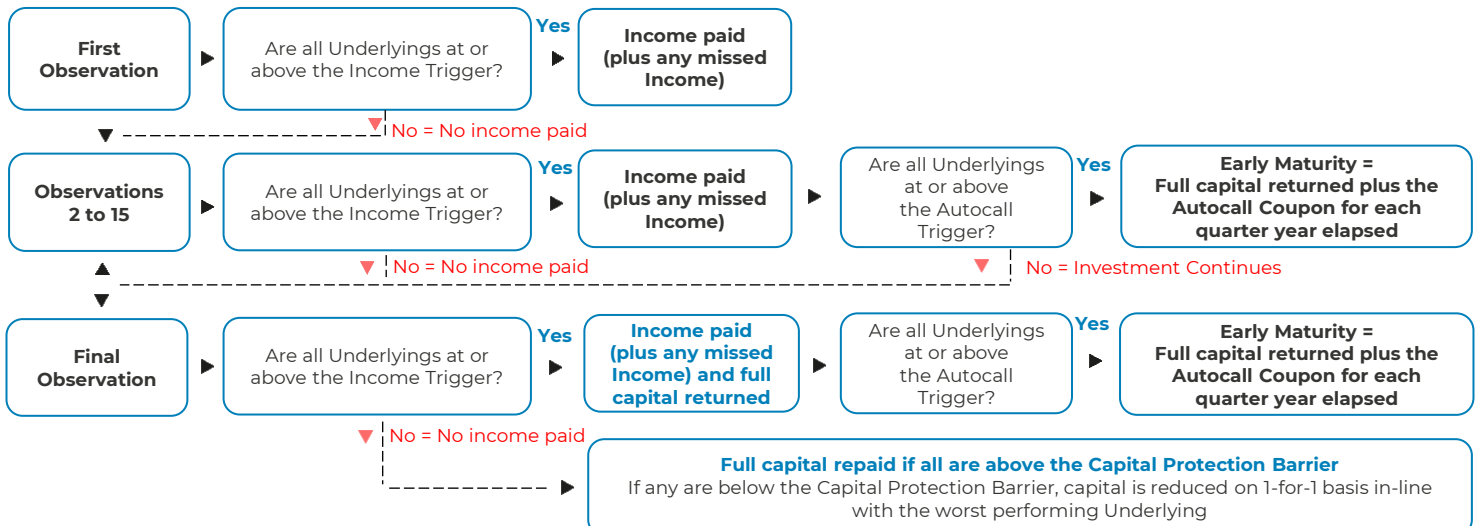 First
Observation
Are all Underlyings at or
above the Income Trigger?
Yes
Income paid
(plus any missed
Income)
No = No income paid
Observations
2 to 15
Are all Underlyings at or
above the Income Trigger?
Yes
Income paid
(plus any missed
Income)
Are all Underlyings
at or above
the Autocall
Trigger?
Yes
Early Maturity =
Full capital returned plus the
Autocall Coupon for each
quarter year elapsed
No = No income paid
No = Investment Continues
Final
Observation
Are all Underlyings at or
above the Income Trigger?
Yes
Income paid
(plus any missed
Income) and full
capital returned
Are all Underlyings
at or above
the Autocall
Trigger?
Yes
Early Maturity =
Full capital returned plus the
Autocall Coupon for each
quarter year elapsed
No = No income paid
Full capital repaid if all are above the Capital Protection Barrier
If any are below the Capital Protection Barrier, capital is reduced on 1-for-1 basis in-line
with the worst performing Underlying